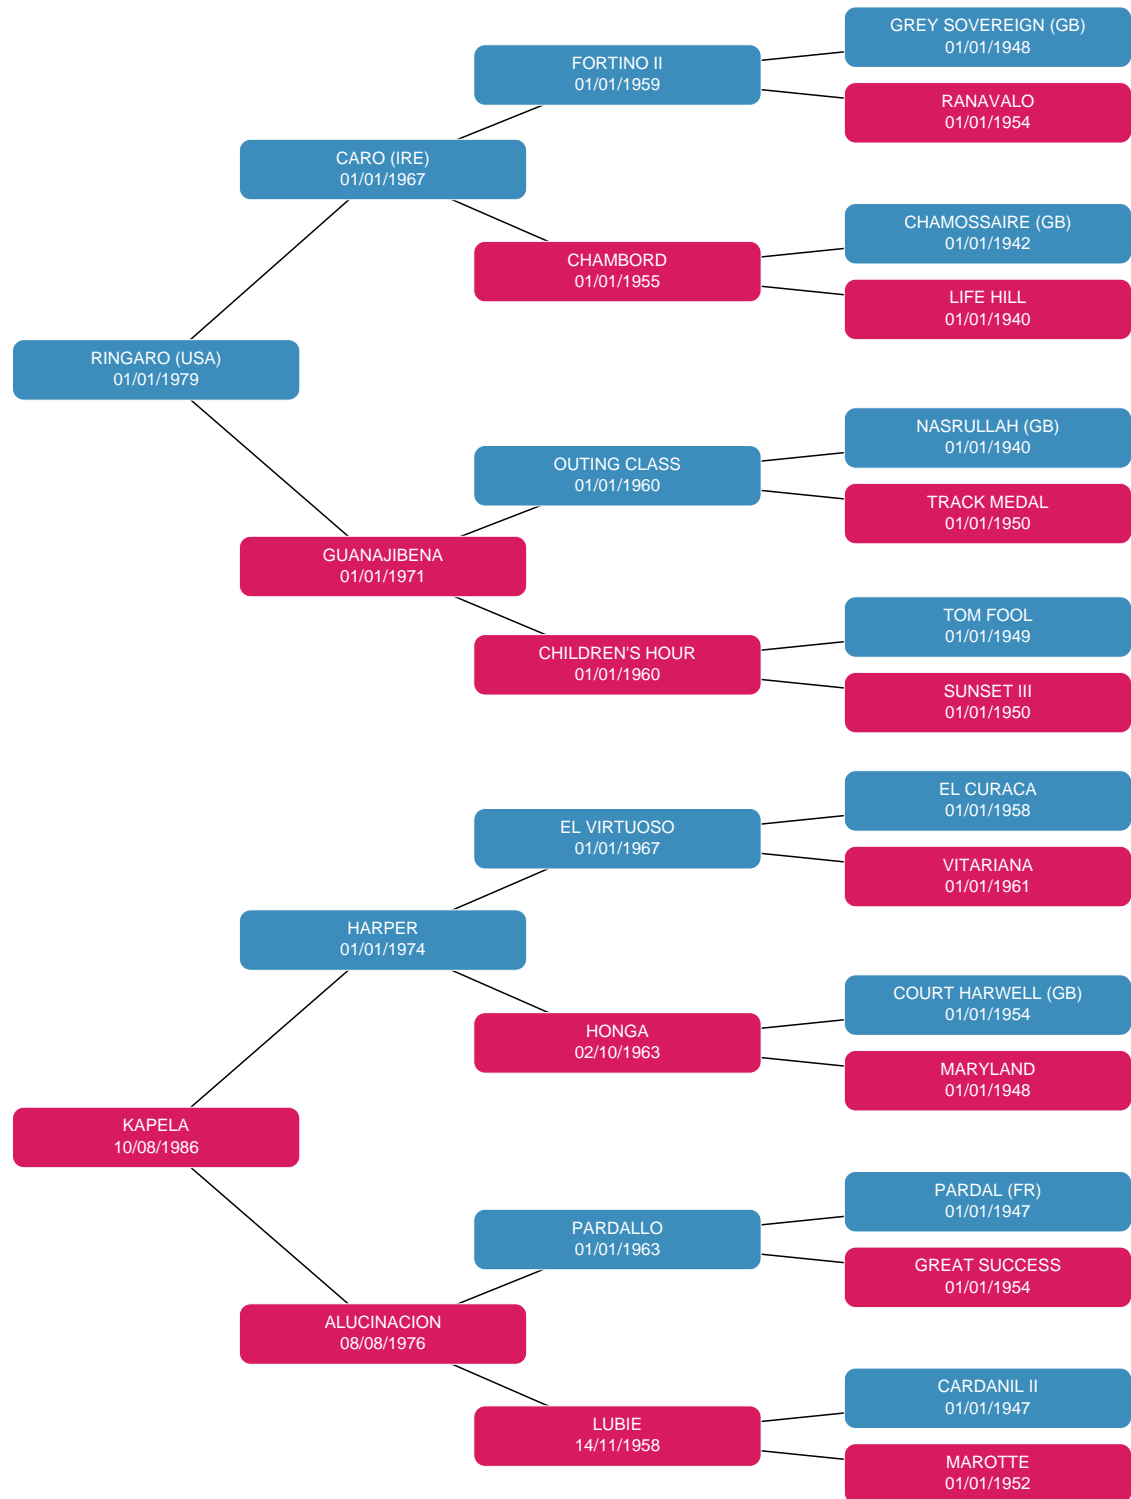 GREY SOVEREIGN (GB)
01/01/1948
FORTINO II
01/01/1959
RANAVALO
01/01/1954
CARO (IRE)
01/01/1967
CHAMOSSAIRE (GB)
01/01/1942
CHAMBORD
01/01/1955
LIFE HILL
01/01/1940
RINGARO (USA)
01/01/1979
NASRULLAH (GB)
01/01/1940
OUTING CLASS
01/01/1960
TRACK MEDAL
01/01/1950
GUANAJIBENA
01/01/1971
TOM FOOL
01/01/1949
CHILDREN'S HOUR
01/01/1960
SUNSET III
01/01/1950
EL CURACA
01/01/1958
EL VIRTUOSO
01/01/1967
VITARIANA
01/01/1961
HARPER
01/01/1974
COURT HARWELL (GB)
01/01/1954
HONGA
02/10/1963
MARYLAND
01/01/1948
KAPELA
10/08/1986
PARDAL (FR)
01/01/1947
PARDALLO
01/01/1963
GREAT SUCCESS
01/01/1954
ALUCINACION
08/08/1976
CARDANIL II
01/01/1947
LUBIE
14/11/1958
MAROTTE
01/01/1952